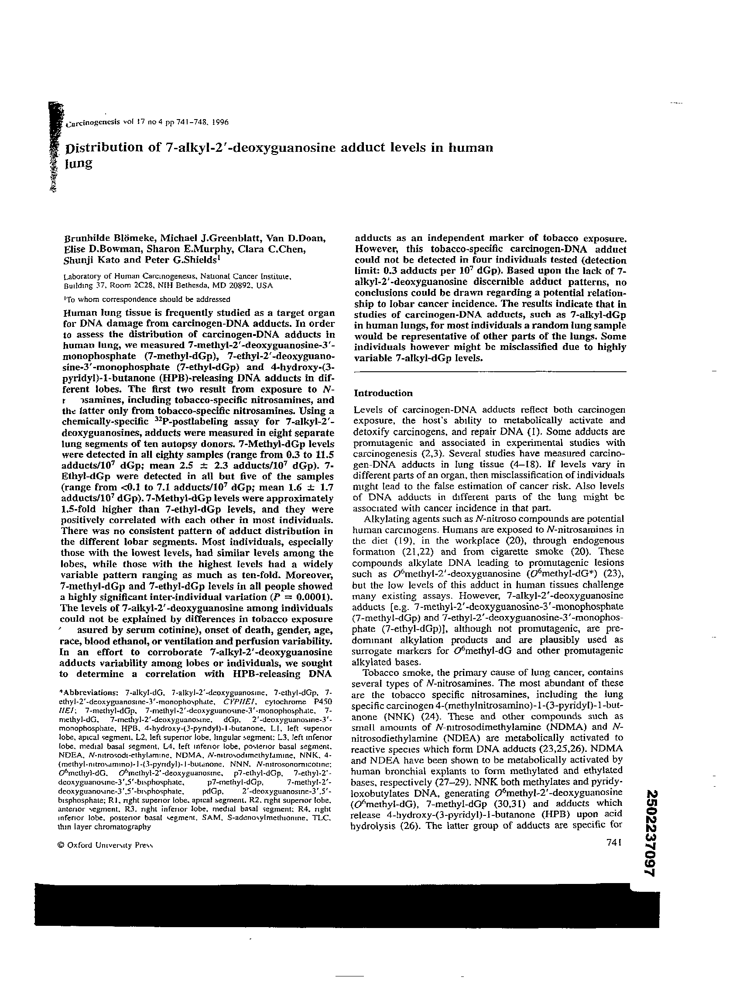 Carcinogenesis vol 17 no 4 pp 741–748, 1996
Distribution of 7-alkyl-2′-deoxyguanosine adduct levels in human
lung
Brunhilde Blömeke, Michael J.Greenblatt, Van D.Doan,
Elise D.Bowman, Sharon E.Murphy, Clara C.Chen,
Shunji Kato and Peter G.Shields¹
Laboratory of Human Carcinogenesis, National Cancer Institute,
Building 37, Room 2C28, NIH Bethesda, MD 20892, USA
¹To whom correspondence should be addressed
Human lung tissue is frequently studied as a target organ
for DNA damage from carcinogen-DNA adducts. In order
to assess the distribution of carcinogen-DNA adducts in
human lung, we measured 7-methyl-2′-deoxyguanosine-3′-
monophosphate (7-methyl-dGp), 7-ethyl-2′-deoxyguano-
sine-3′-monophosphate (7-ethyl-dGp) and 4-hydroxy-(3-
pyridyl)-1-butanone (HPB)-releasing DNA adducts in dif-
ferent lobes. The first two result from exposure to N-
osamines, including tobacco-specific nitrosamines, and
the latter only from tobacco-specific nitrosamines. Using a
chemically-specific ³²P-postlabeling assay for 7-alkyl-2′-
deoxyguanosines, adducts were measured in eight separate
lung segments of ten autopsy donors. 7-Methyl-dGp levels
were detected in all eighty samples (range from 0.3 to 11.5
adducts/10⁷ dGp; mean 2.5 ± 2.3 adducts/10⁷ dGp). 7-
Ethyl-dGp were detected in all but five of the samples
(range from <0.1 to 7.1 adducts/10⁷ dGp; mean 1.6 ± 1.7
adducts/10⁷ dGp). 7-Methyl-dGp levels were approximately
1.5-fold higher than 7-ethyl-dGp levels, and they were
positively correlated with each other in most individuals.
There was no consistent pattern of adduct distribution in
the different lobar segments. Most individuals, especially
those with the lowest levels, had similar levels among the
lobes, while those with the highest levels had a widely
variable pattern ranging as much as ten-fold. Moreover,
7-methyl-dGp and 7-ethyl-dGp levels in all people showed
a highly significant inter-individual variation (P = 0.0001).
The levels of 7-alkyl-2′-deoxyguanosine among individuals
could not be explained by differences in tobacco exposure
asured by serum cotinine), onset of death, gender, age,
race, blood ethanol, or ventilation and perfusion variability.
In an effort to corroborate 7-alkyl-2′-deoxyguanosine
adducts variability among lobes or individuals, we sought
to determine a correlation with HPB-releasing DNA
*Abbreviations: 7-alkyl-dG, 7-alkyl-2′-deoxyguanosine, 7-ethyl-dGp, 7-
ethyl-2′-deoxyguanosine-3′-monophosphate, CYPIIE1, cytochrome P450
IIE1; 7-methyl-dGp, 7-methyl-2′-deoxyguanosine-3′-monophosphate, 7-
methyl-dG, 7-methyl-2′-deoxyguanosine, dGp, 2′-deoxyguanosine-3′-
monophosphate, HPB, 4-hydroxy-(3-pyridyl)-1-butanone, L1, left superior
lobe, apical segment, L2, left superior lobe, lingular segment; L3, left inferior
lobe, medial basal segment, L4, left inferior lobe, posterior basal segment,
NDEA, N-nitrosodi-ethylamine, NDMA, N-nitrosodimethylamine, NNK, 4-
(methyl-nitrosamino)-1-(3-pyridyl)-1-butanone, NNN, N-nitrosonornicotine;
O⁶methyl-dG, O⁶methyl-2′-deoxyguanosine, p7-ethyl-dGp, 7-ethyl-2′-
deoxyguanosine-3′,5′-bisphosphate, p7-methyl-dGp, 7-methyl-2′-
deoxyguanosine-3′,5′-bisphosphate, pdGp, 2′-deoxyguanosine-3′,5′-
bisphosphate; R1, right superior lobe, apical segment, R2, right superior lobe,
anterior segment, R3, right inferior lobe, medial basal segment; R4, right
inferior lobe, posterior basal segment, SAM, S-adenosylmethionine, TLC,
thin layer chromatography
© Oxford University Press
adducts as an independent marker of tobacco exposure.
However, this tobacco-specific carcinogen-DNA adduct
could not be detected in four individuals tested (detection
limit: 0.3 adducts per 10⁷ dGp). Based upon the lack of 7-
alkyl-2′-deoxyguanosine discernible adduct patterns, no
conclusions could be drawn regarding a potential relation-
ship to lobar cancer incidence. The results indicate that in
studies of carcinogen-DNA adducts, such as 7-alkyl-dGp
in human lungs, for most individuals a random lung sample
would be representative of other parts of the lungs. Some
individuals however might be misclassified due to highly
variable 7-alkyl-dGp levels.
Introduction
Levels of carcinogen-DNA adducts reflect both carcinogen
exposure, the host's ability to metabolically activate and
detoxify carcinogens, and repair DNA (1). Some adducts are
promutagenic and associated in experimental studies with
carcinogenesis (2,3). Several studies have measured carcino-
gen-DNA adducts in lung tissue (4–18). If levels vary in
different parts of an organ, then misclassification of individuals
might lead to the false estimation of cancer risk. Also levels
of DNA adducts in different parts of the lung might be
associated with cancer incidence in that part.
Alkylating agents such as N-nitroso compounds are potential
human carcinogens. Humans are exposed to N-nitrosamines in
the diet (19), in the workplace (20), through endogenous
formation (21,22) and from cigarette smoke (20). These
compounds alkylate DNA leading to promutagenic lesions
such as O⁶methyl-2′-deoxyguanosine (O⁶methyl-dG*) (23),
but the low levels of this adduct in human tissues challenge
many existing assays. However, 7-alkyl-2′-deoxyguanosine
adducts [e.g. 7-methyl-2′-deoxyguanosine-3′-monophosphate
(7-methyl-dGp) and 7-ethyl-2′-deoxyguanosine-3′-monophos-
phate (7-ethyl-dGp)], although not promutagenic, are pre-
dominant alkylation products and are plausibly used as
surrogate markers for O⁶methyl-dG and other promutagenic
alkylated bases.
Tobacco smoke, the primary cause of lung cancer, contains
several types of N-nitrosamines. The most abundant of these
are the tobacco specific nitrosamines, including the lung
specific carcinogen 4-(methylnitrosamino)-1-(3-pyridyl)-1-but-
anone (NNK) (24). These and other compounds such as
small amounts of N-nitrosodimethylamine (NDMA) and N-
nitrosodiethylamine (NDEA) are metabolically activated to
reactive species which form DNA adducts (23,25,26). NDMA
and NDEA have been shown to be metabolically activated by
human bronchial explants to form methylated and ethylated
bases, respectively (27–29). NNK both methylates and pyridy-
loxobutylates DNA, generating O⁶methyl-2′-deoxyguanosine
(O⁶methyl-dG), 7-methyl-dGp (30,31) and adducts which
release 4-hydroxy-(3-pyridyl)-1-butanone (HPB) upon acid
hydrolysis (26). The latter group of adducts are specific for
741
2502237097